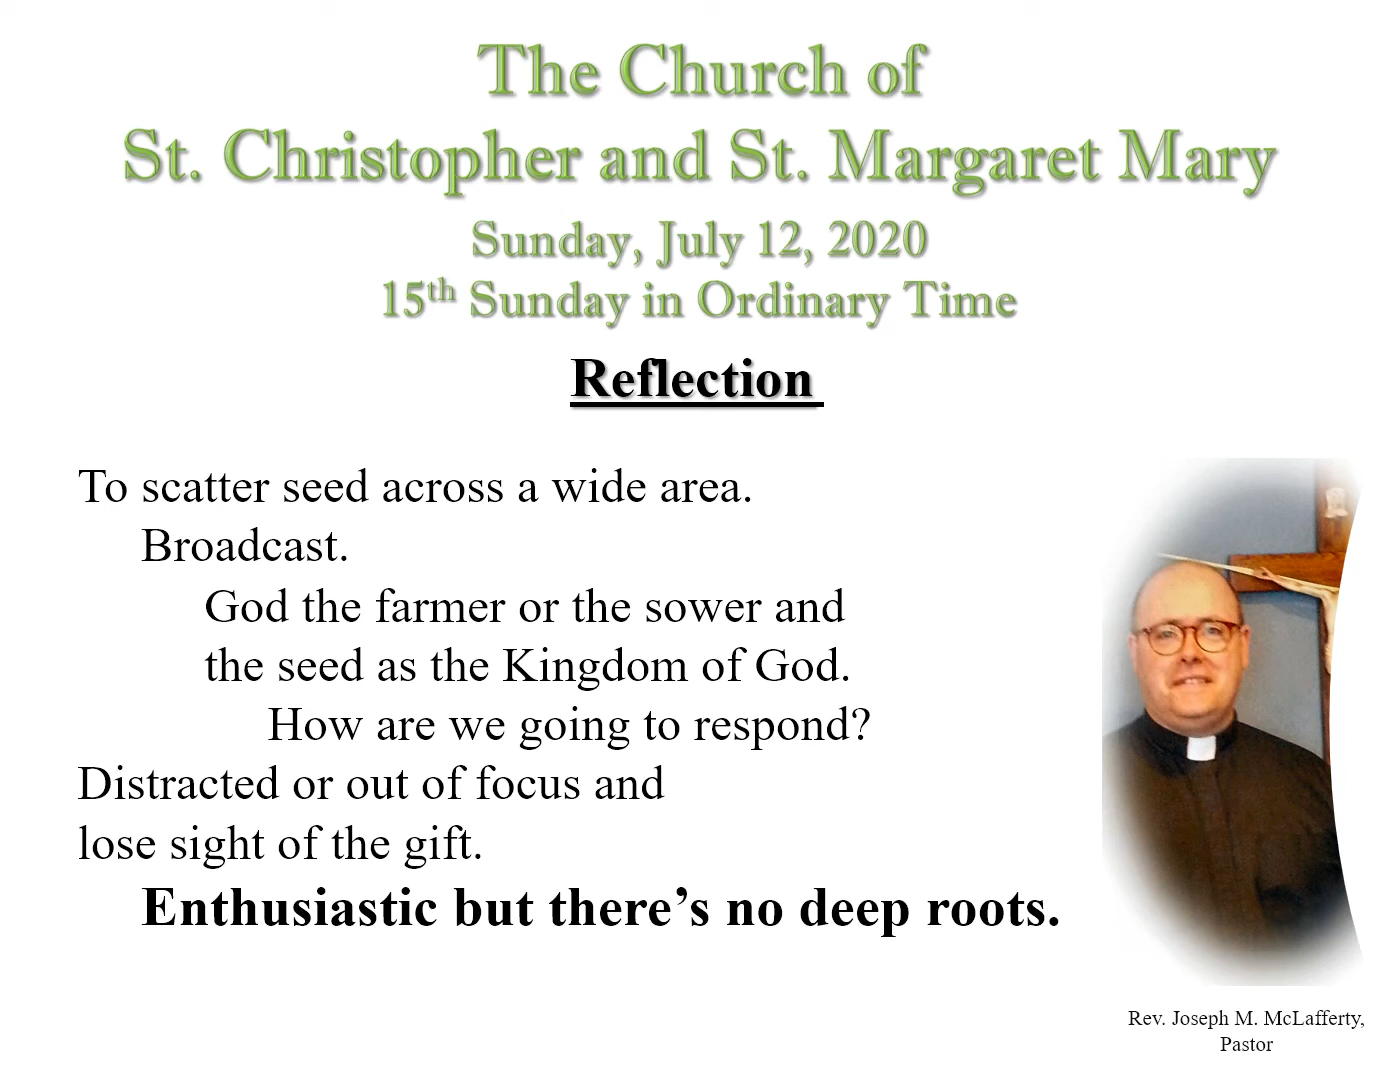 The Church of
St. Christopher and St. Margaret Mary
Sunday, July 12, 2020
15th Sunday in Ordinary Time
Reflection
To scatter seed across a wide area.
Broadcast.
God the farmer or the sower and
the seed as the Kingdom of God.
How are we going to respond?
Distracted or out of focus and
lose sight of the gift.
Enthusiastic but there’s no deep roots.
Rev. Joseph M. McLafferty,
Pastor